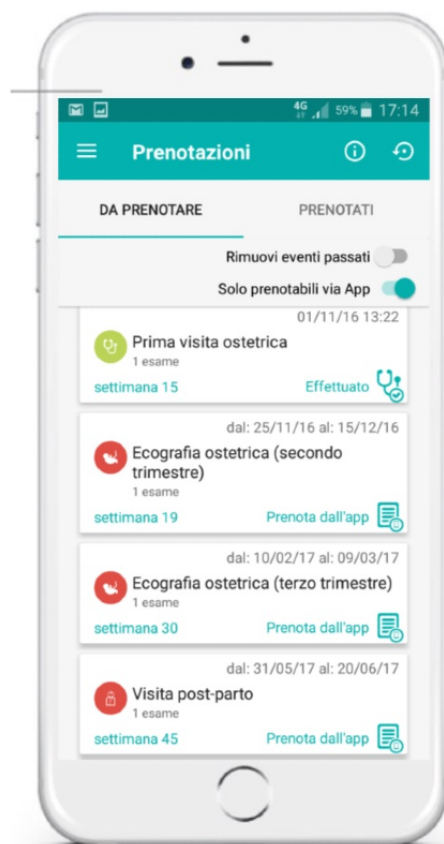 4G 59% 17:14
Prenotazioni
DA PRENOTARE PRENOTATI
Rimuovi eventi passati
Solo prenotabili via App
01/11/16 13:22
Prima visita ostetrica
1 esame
settimana 15 Effettuato
dal: 25/11/16 al: 15/12/16
Ecografia ostetrica (secondo
trimestre)
1 esame
settimana 19 Prenota dall'app
dal: 10/02/17 al: 09/03/17
Ecografia ostetrica (terzo trimestre)
1 esame
settimana 30 Prenota dall'app
dal: 31/05/17 al: 20/06/17
Visita post-parto
1 esame
settimana 45 Prenota dall'app